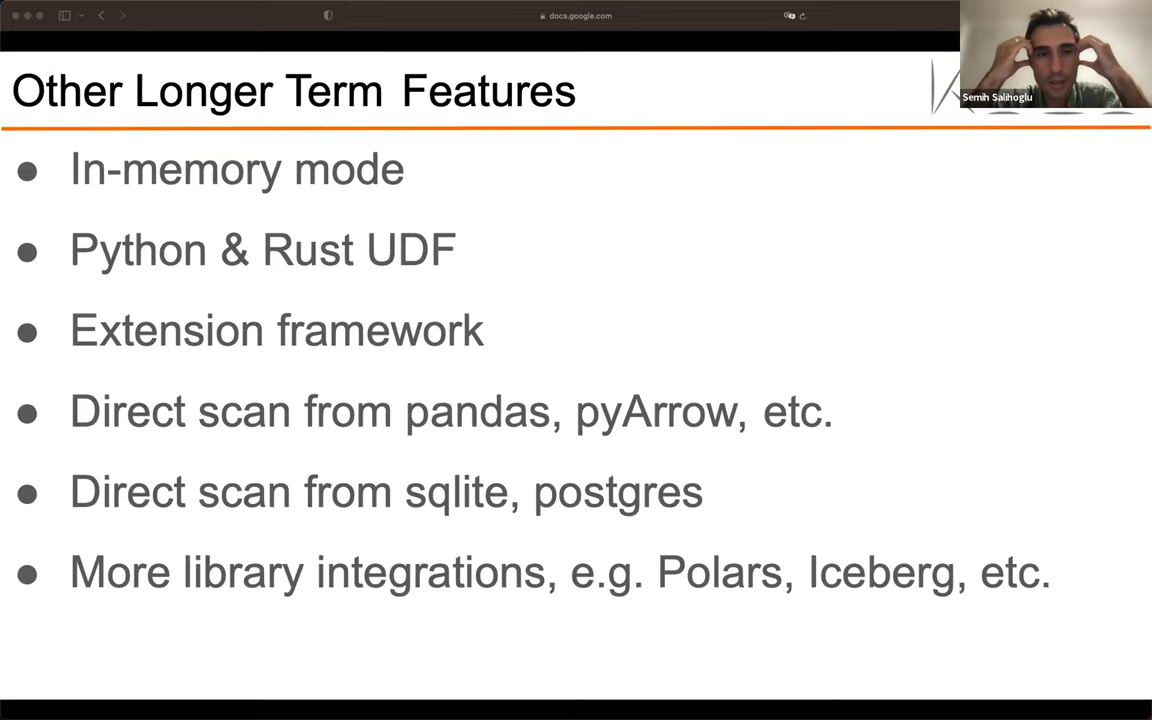 docs.google.com
Other Longer Term Features
Semih Salihoglu
● In-memory mode
● Python & Rust UDF
● Extension framework
● Direct scan from pandas, pyArrow, etc.
● Direct scan from sqlite, postgres
● More library integrations, e.g. Polars, Iceberg, etc.